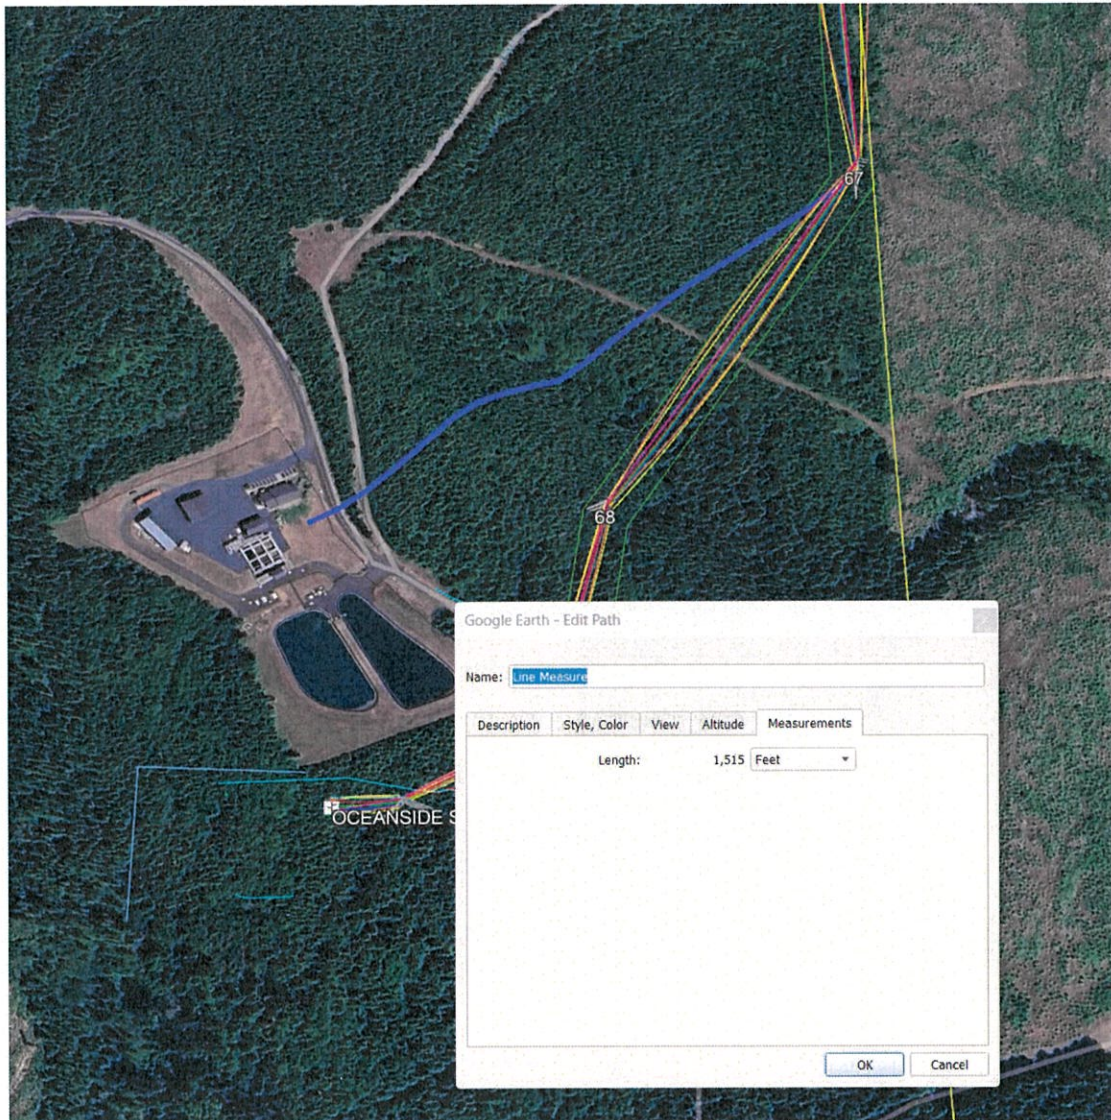 67
68
Google Earth - Edit Path
Name: Line Measure
Description Style, Color View Altitude Measurements
Length: 1,515 Feet
OCEANSIDE S
OK Cancel